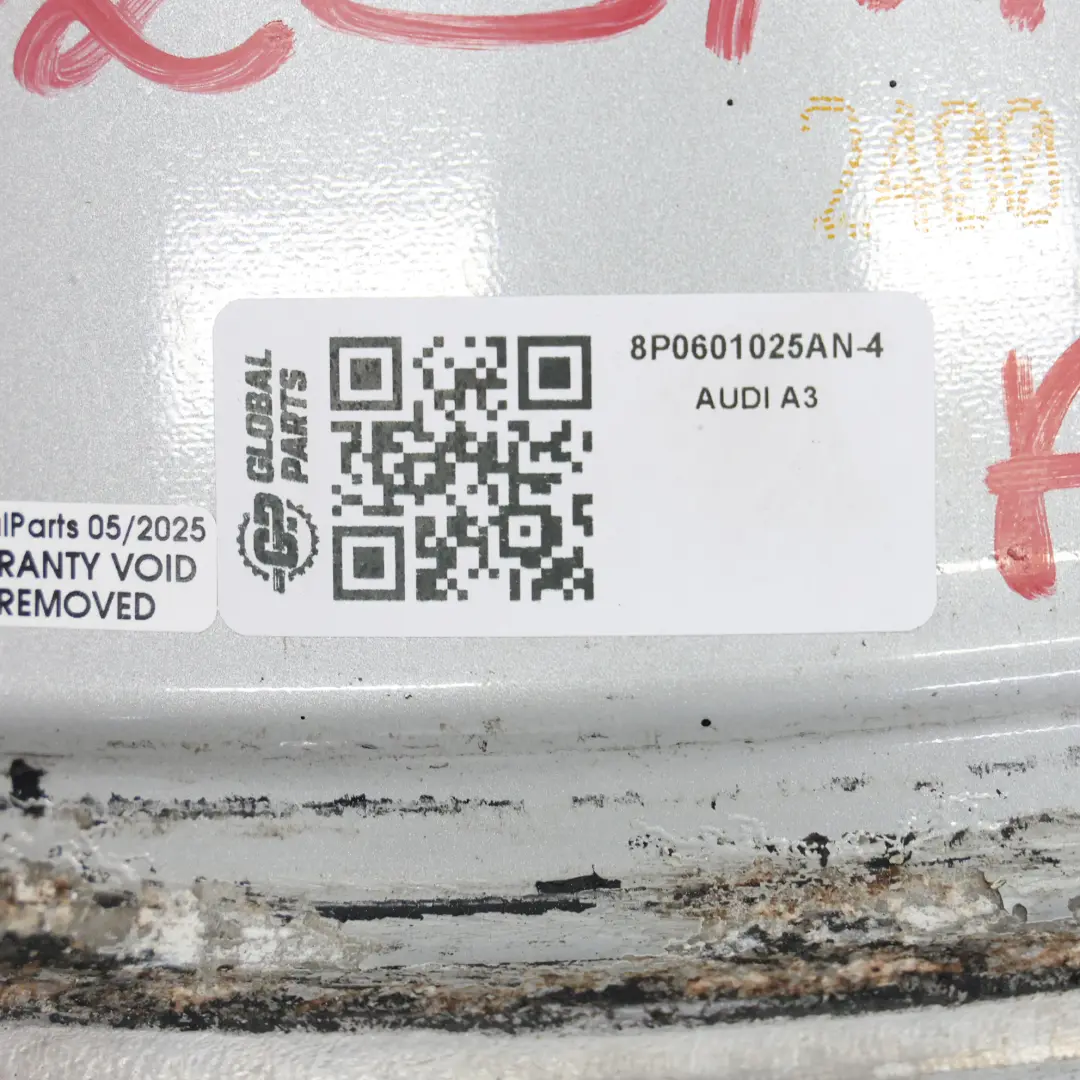 2400
8P0601025AN-4
AUDI A3
GLOBAL
PARTS
lParts 05/2025
RANTY VOID
REMOVED